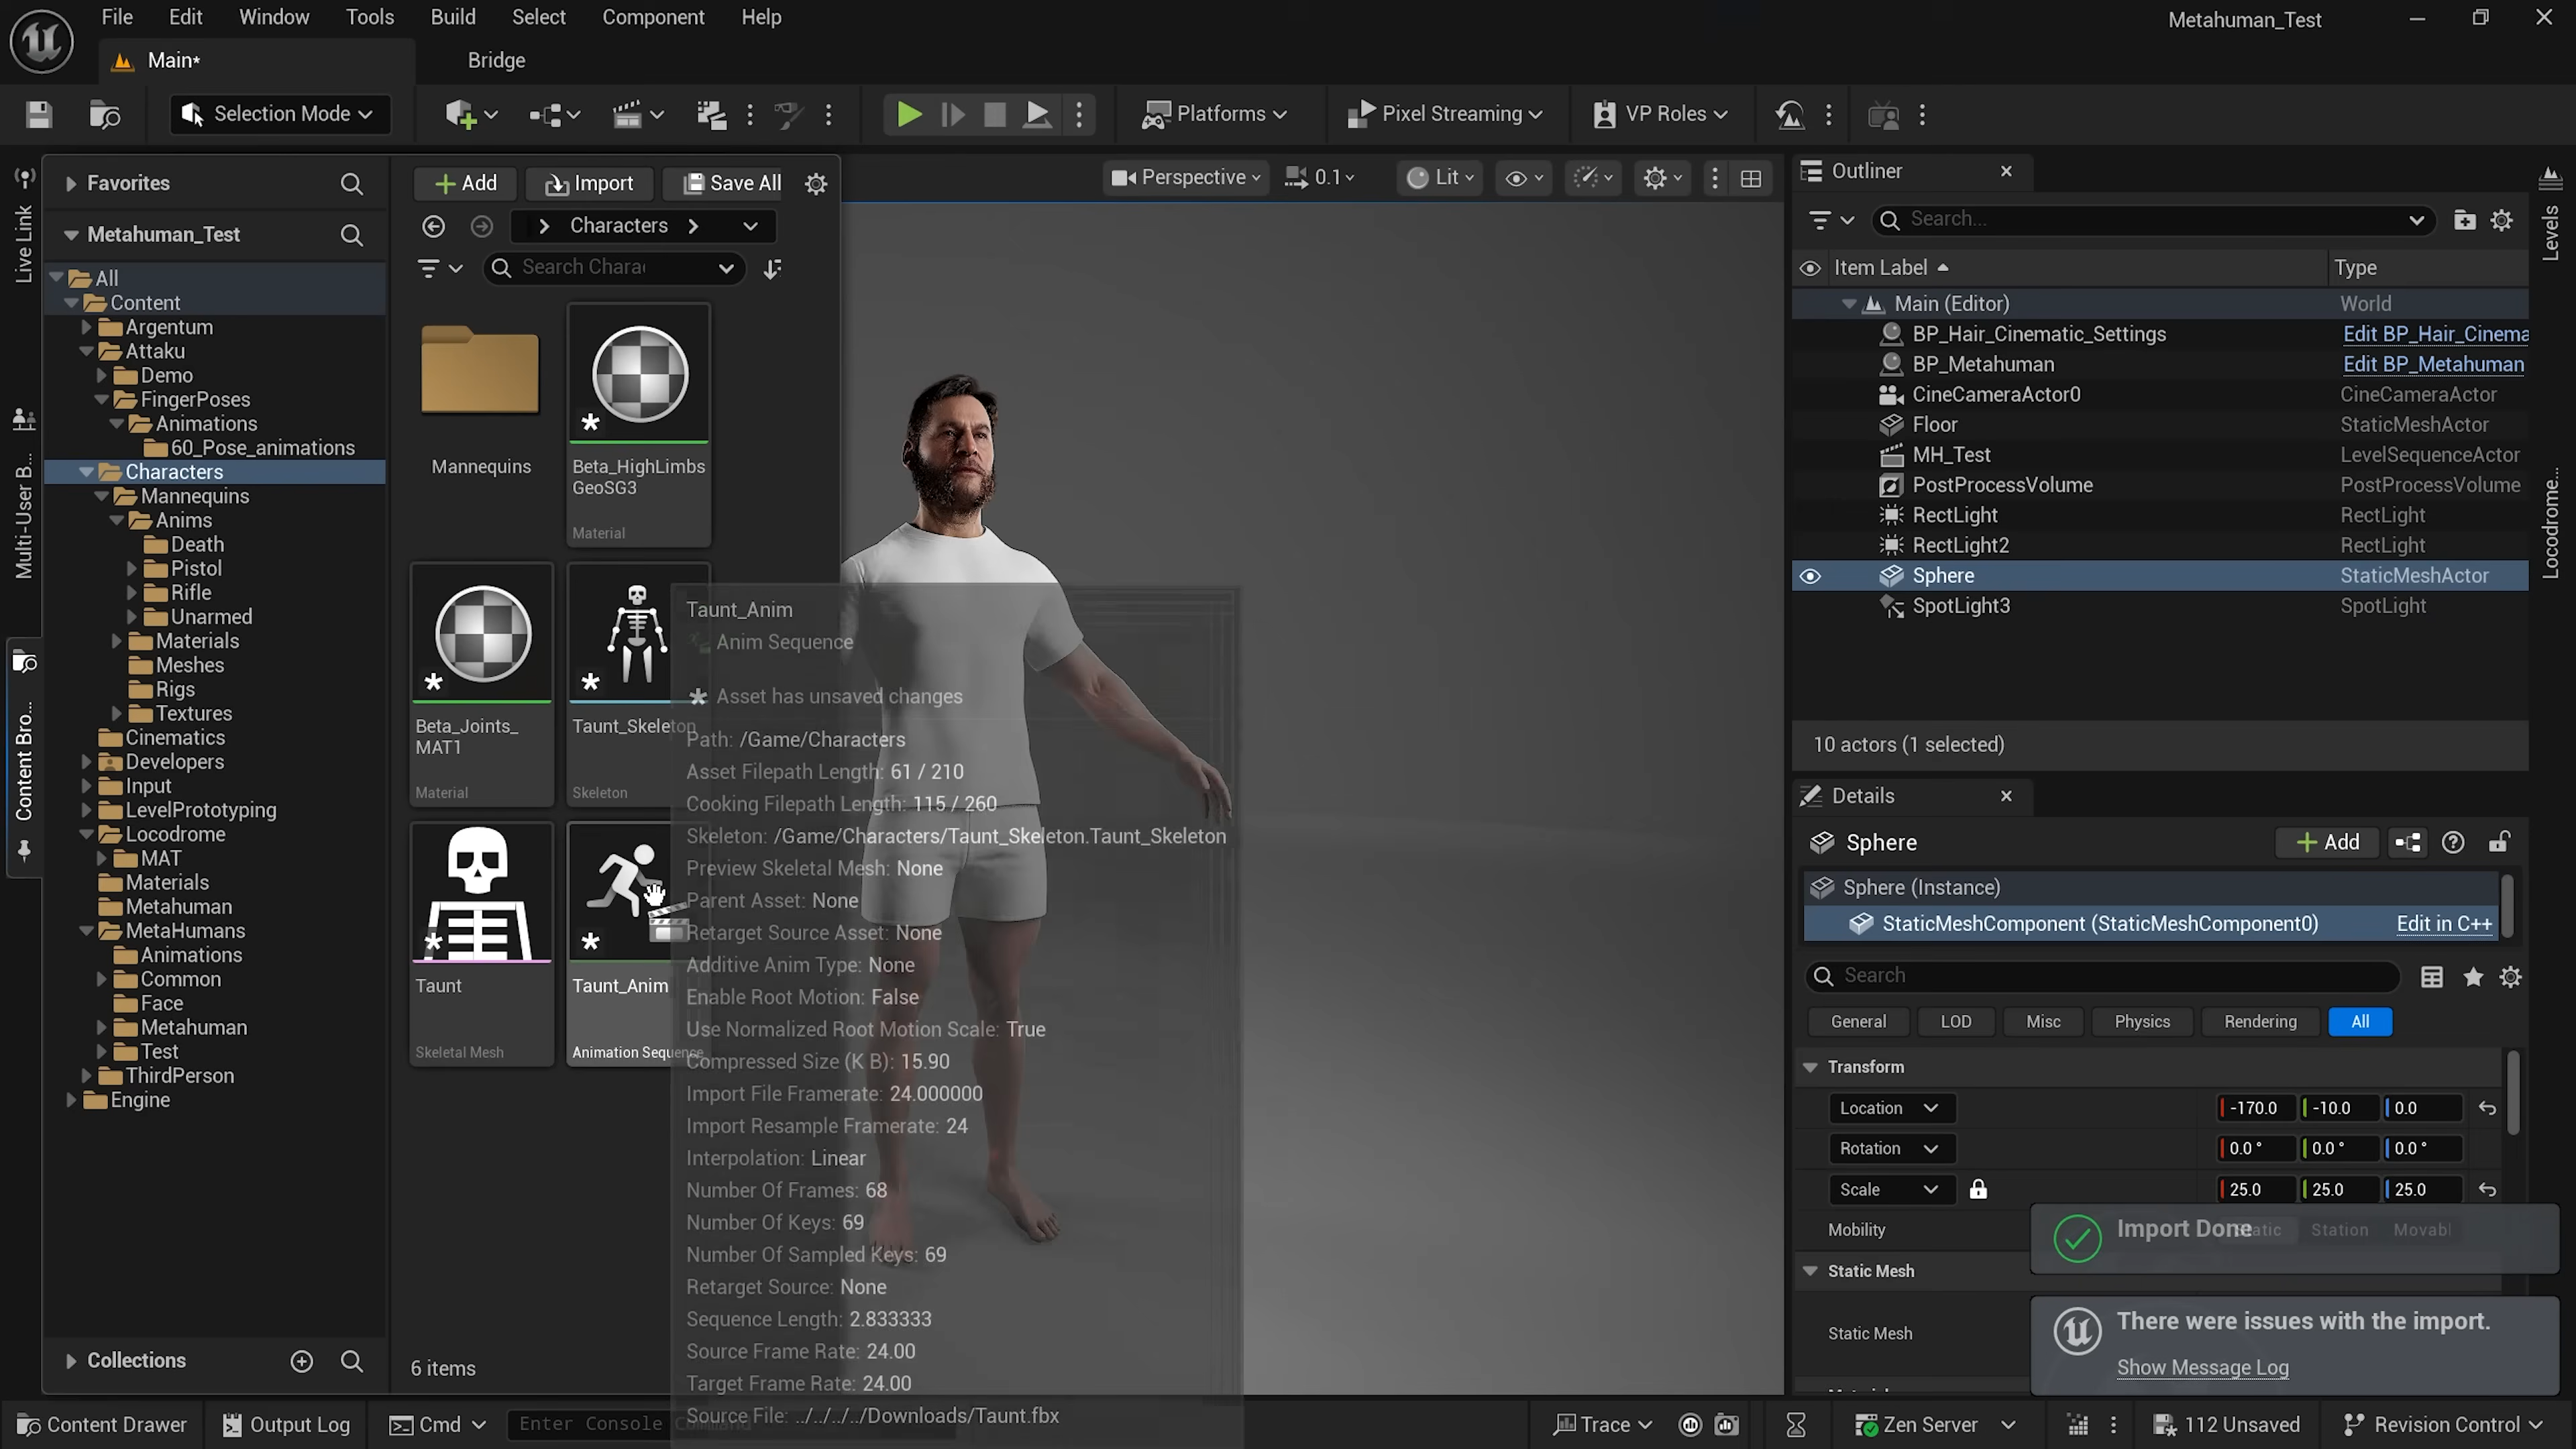 File Edit Window Tools Build Select Component Help
Metahuman_Test
Main*
Bridge
Selection Mode
Platforms
Pixel Streaming
VP Roles
Live Link
Multi-User B...
Content Bro...
Favorites
Metahuman_Test
All
Content
Argentum
Attaku
Demo
FingerPoses
Animations
60_Pose_animations
Characters
Mannequins
Anims
Death
Pistol
Rifle
Unarmed
Materials
Meshes
Rigs
Textures
Cinematics
Developers
Input
LevelPrototyping
Locodrome
MAT
Materials
Metahuman
MetaHumans
Animations
Common
Face
Metahuman
Test
ThirdPerson
Engine
Collections
Add
Import
Save All
Characters
Mannequins
Beta_HighLimbs
GeoSG3
Material
Beta_Joints_
MAT1
Material
Taunt_Skeleton
Skeleton
Taunt
Skeletal Mesh
Taunt_Anim
Animation Sequence
6 items
Taunt_Anim
Anim Sequence
Asset has unsaved changes
Path: /Game/Characters
Asset Filepath Length: 61 / 210
Cooking Filepath Length: 115 / 260
Skeleton: /Game/Characters/Taunt_Skeleton.Taunt_Skeleton
Preview Skeletal Mesh: None
Parent Asset: None
Retarget Source Asset: None
Additive Anim Type: None
Enable Root Motion: False
Use Normalized Root Motion Scale: True
Compressed Size (K B): 15.90
Import File Framerate: 24.000000
Import Resample Framerate: 24
Interpolation: Linear
Number Of Frames: 68
Number Of Keys: 69
Number Of Sampled Keys: 69
Retarget Source: None
Sequence Length: 2.833333
Source Frame Rate: 24.00
Target Frame Rate: 24.00
Source File: ../../../../Downloads/Taunt.fbx
Perspective
0.1
Lit
Outliner
Search...
Item Label
Type
Main (Editor) World
BP_Hair_Cinematic_Settings Edit BP_Hair_Cinema
BP_Metahuman Edit BP_Metahuman
CineCameraActor0 CineCameraActor
Floor StaticMeshActor
MH_Test LevelSequenceActor
PostProcessVolume PostProcessVolume
RectLight RectLight
RectLight2 RectLight
Sphere StaticMeshActor
SpotLight3 SpotLight
10 actors (1 selected)
Levels
Locodrome...
Details
Sphere
Add
Sphere (Instance)
StaticMeshComponent (StaticMeshComponent0) Edit in C++
Search
General LOD Misc Physics Rendering All
Transform
Location -170.0 -10.0 0.0
Rotation 0.0 ° 0.0 ° 0.0 °
Scale 25.0 25.0 25.0
Mobility Station Movabl
Static Mesh
Static Mesh
Import Done
There were issues with the import.
Show Message Log
Content Drawer
Output Log
Cmd
Enter Console
Trace
Zen Server
112 Unsaved
Revision Control